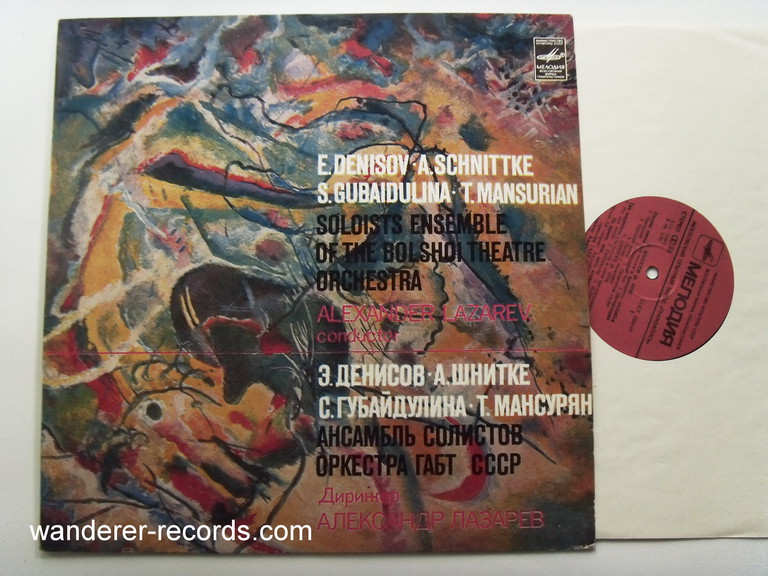 МЕЛОДИЯ
E. DENISOV · A. SCHNITTKE
S. GUBAIDULINA · T. MANSURIAN
SOLOISTS ENSEMBLE
OF THE BOLSHOI THEATRE
ORCHESTRA
ALEXANDER LAZAREV
conductor
Э. ДЕНИСОВ · А. ШНИТКЕ
С. ГУБАЙДУЛИНА · Т. МАНСУРЯН
АНСАМБЛЬ СОЛИСТОВ
ОРКЕСТРА ГАБТ СССР
Дирижер
АЛЕКСАНДР ЛАЗАРЕВ
МЕЛОДИЯ
wanderer-records.com